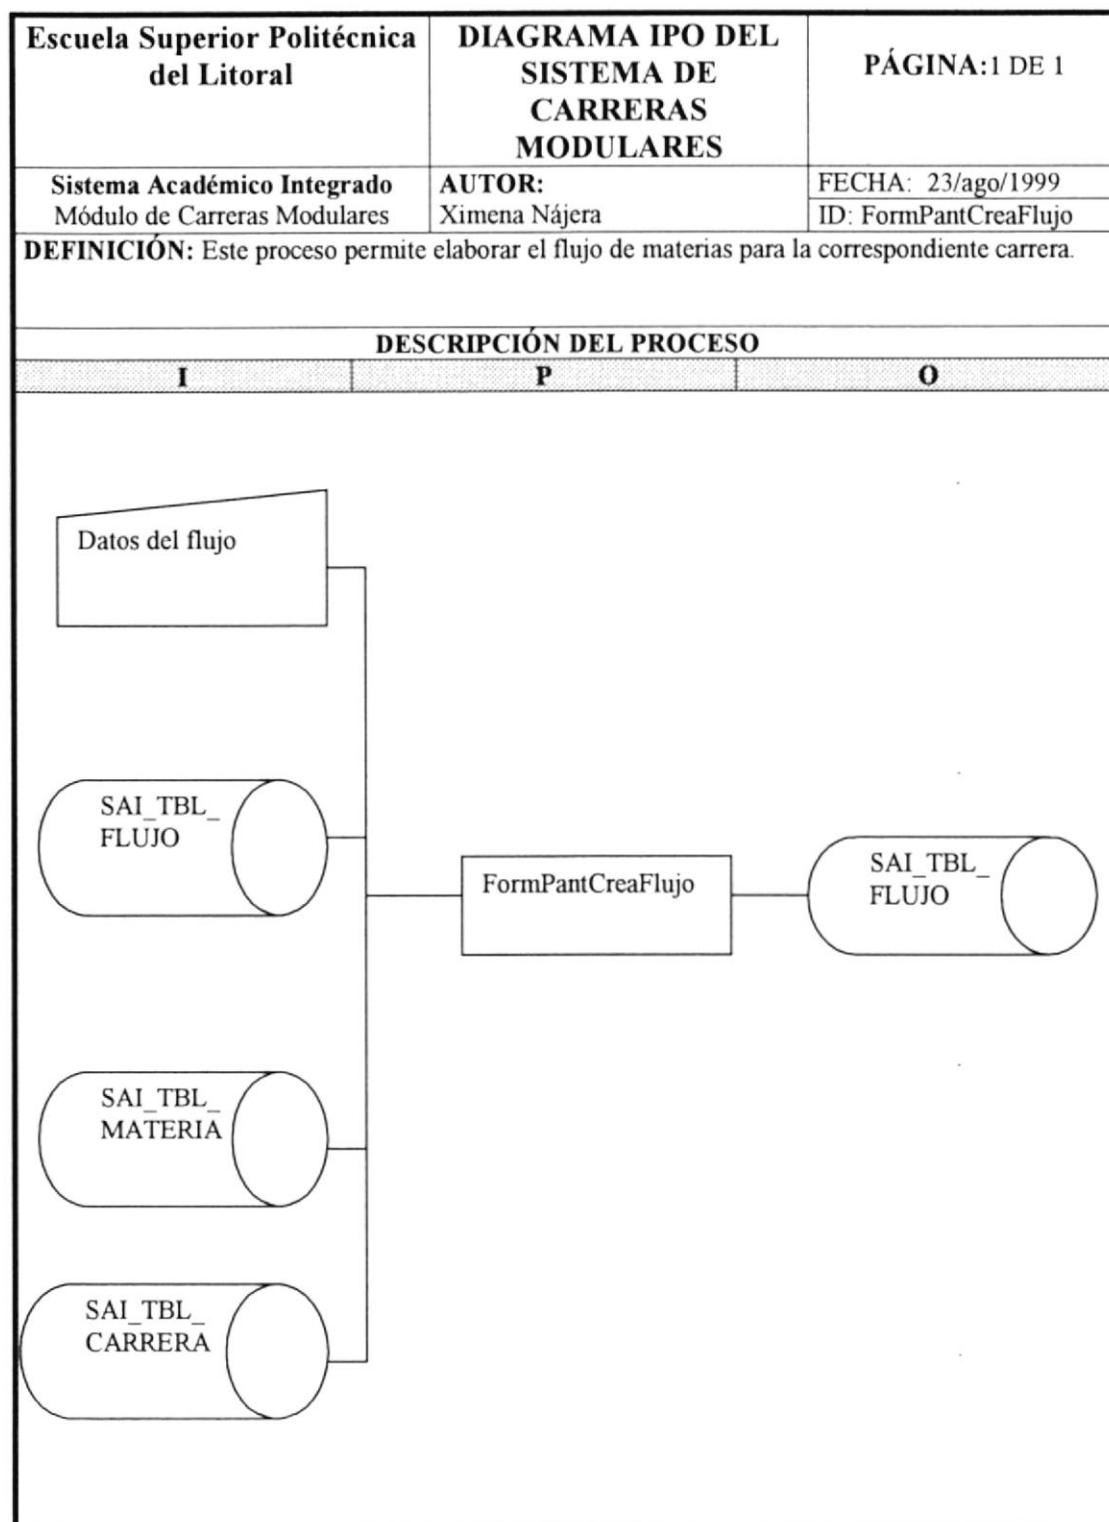 Escuela Superior Politécnica
del Litoral
DIAGRAMA IPO DEL
SISTEMA DE
CARRERAS
MODULARES
PÁGINA:1 DE 1
Sistema Académico Integrado
Módulo de Carreras Modulares
AUTOR:
Ximena Nájera
FECHA: 23/ago/1999
ID: FormPantCreaFlujo
DEFINICIÓN: Este proceso permite elaborar el flujo de materias para la correspondiente carrera.
DESCRIPCIÓN DEL PROCESO
I P O
Datos del flujo
SAI_TBL_
FLUJO
FormPantCreaFlujo
SAI_TBL_
FLUJO
SAI_TBL_
MATERIA
SAI_TBL_
CARRERA